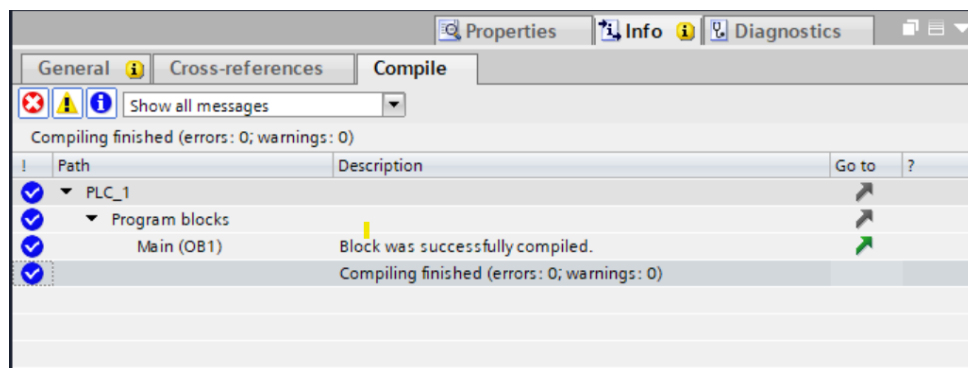 Properties Info Diagnostics
General Cross-references Compile
Show all messages
Compiling finished (errors: 0; warnings: 0)
! Path Description Go to ?
PLC_1
Program blocks
Main (OB1) Block was successfully compiled.
Compiling finished (errors: 0; warnings: 0)